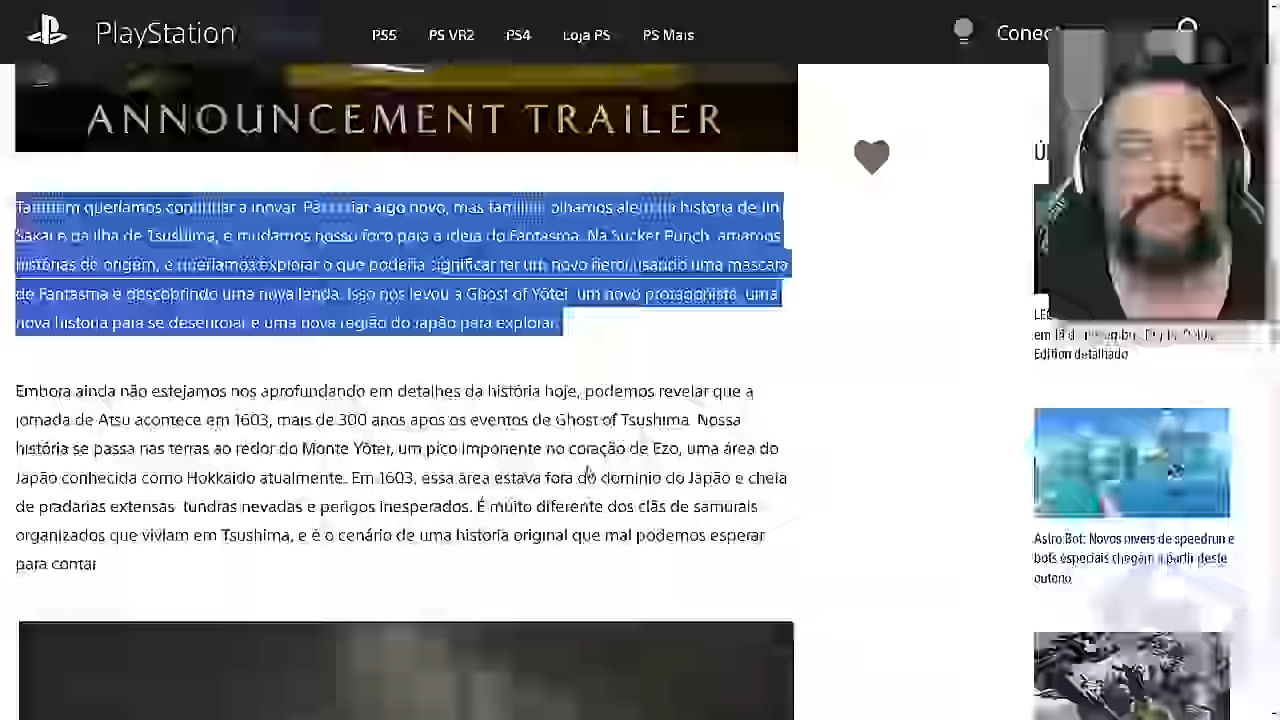 PlayStation
PS5 PS VR2 PS4 Loja PS PS Mais
ANNOUNCEMENT TRAILER
queríamos a inovar. algo novo, mas olhamos história de Jin
Sakai e da ilha de Tsushima, e mudamos nosso foco para a ideia do Fantasma. Na Sucker Punch, amamos
histórias de origem, e queríamos explorar o que poderia significar ter um novo herói usando uma máscara
de Fantasma e descobrindo uma nova lenda. Isso nos levou a Ghost of Yōtei, um novo protagonista, uma
nova história para se desenrolar e uma nova região do Japão para explorar.
Embora ainda não estejamos nos aprofundando em detalhes da história hoje, podemos revelar que a
jornada de Atsu acontece em 1603, mais de 300 anos após os eventos de Ghost of Tsushima. Nossa
história se passa nas terras ao redor do Monte Yōtei, um pico imponente no coração de Ezo, uma área do
Japão conhecida como Hokkaido atualmente. Em 1603, essa área estava fora do domínio do Japão e cheia
de pradarias extensas, tundras nevadas e perigos inesperados. É muito diferente dos clãs de samurais
organizados que viviam em Tsushima, e é o cenário de uma história original que mal podemos esperar
para contar
Edition detalhado
Astro Bot: Novos níveis de speedrun e
bots especiais chegam a partir deste
outono